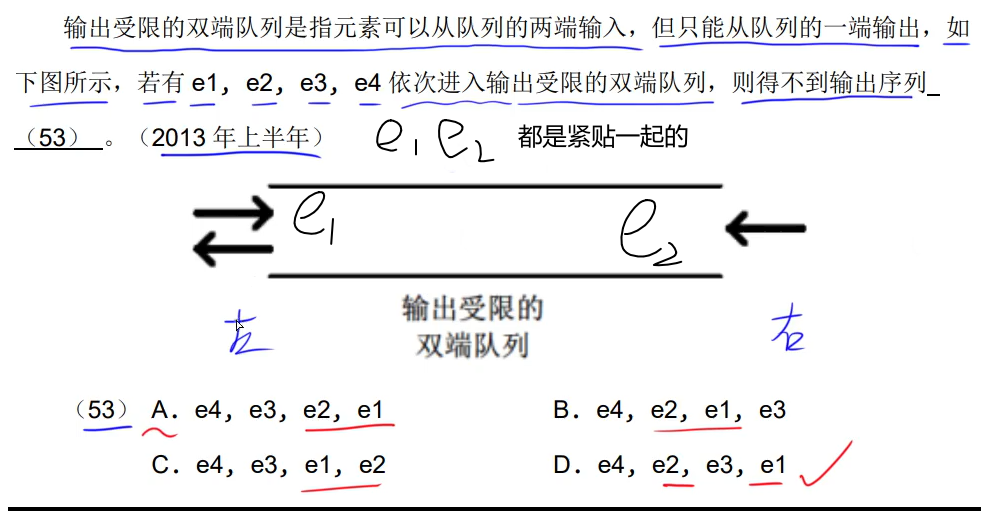 输出受限的双端队列是指元素可以从队列的两端输入，但只能从队列的一端输出，如
下图所示，若有 e1，e2，e3，e4 依次进入输出受限的双端队列，则得不到输出序列_
（53） 。（2013 年上半年）
e1 e2 都是紧贴一起的
e1 e2
输出受限的
双端队列
左 右
（53） A．e4，e3，e2，e1 B．e4，e2，e1，e3
C．e4，e3，e1，e2 D．e4，e2，e3，e1